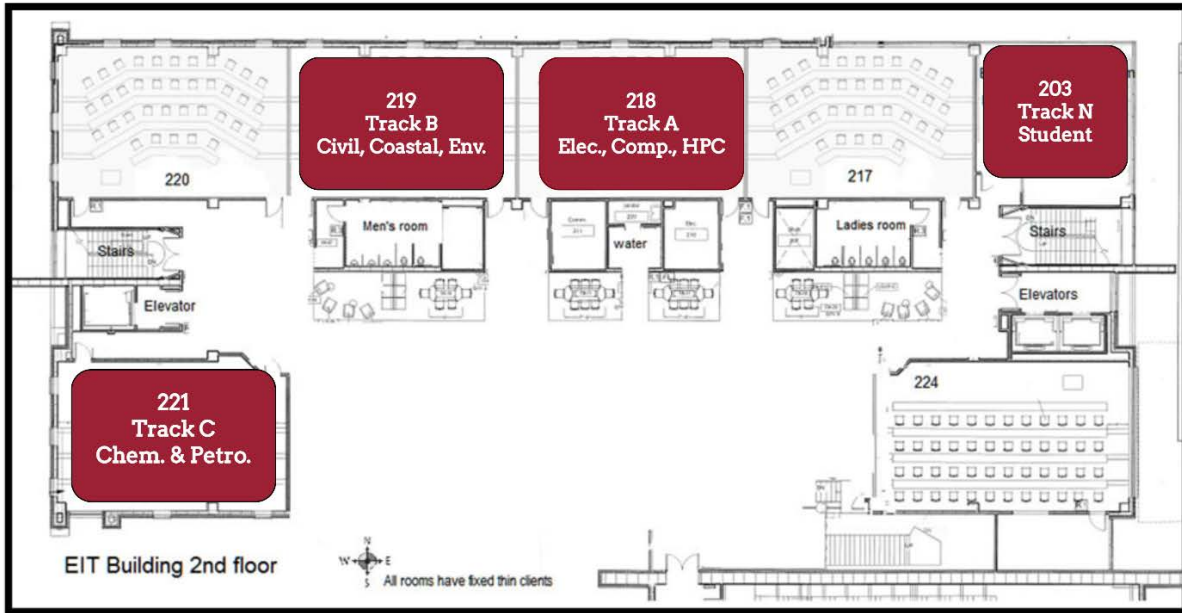 219
Track B
Civil, Coastal, Env.
218
Track A
Elec., Comp., HPC
203
Track N
Student
220
217
Men's room
water
Ladies room
Stairs
Stairs
Elevator
Elevators
221
Track C
Chem. & Petro.
224
EIT Building 2nd floor
N
W E
S
All rooms have fixed thin clients